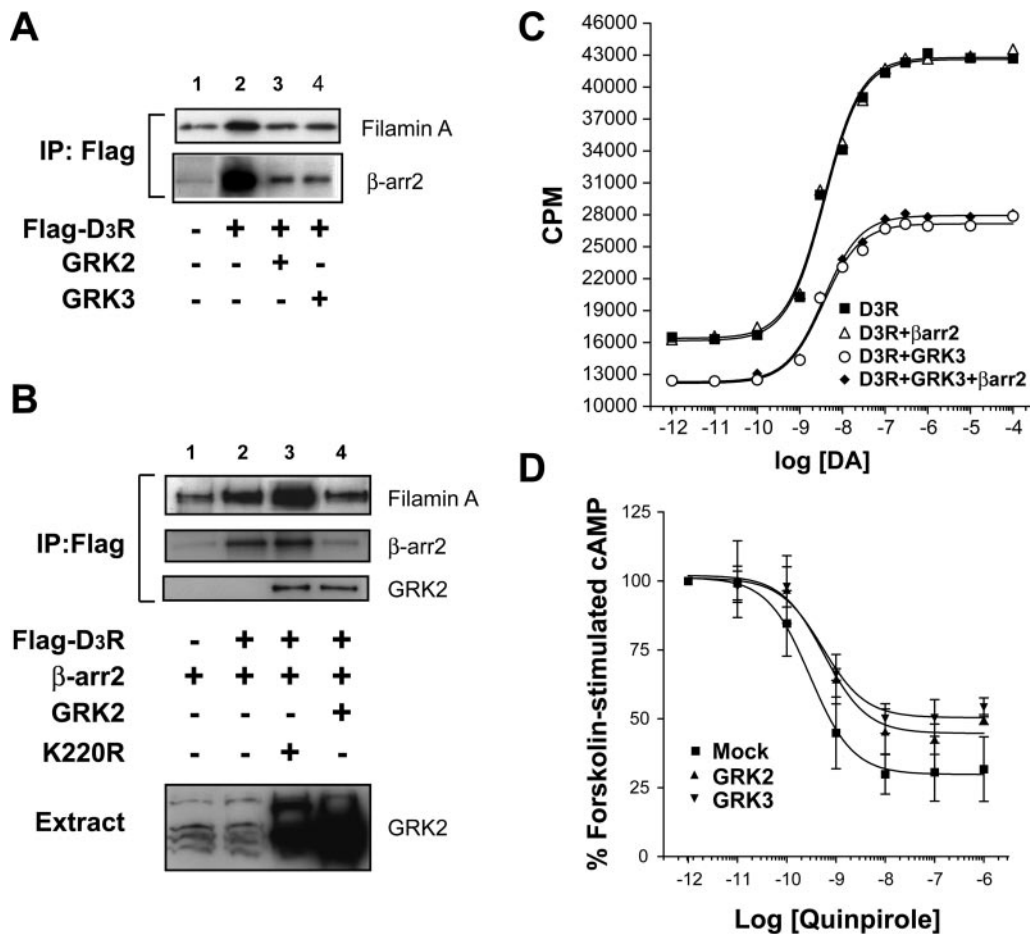 A
1 2 3 4
IP: Flag
Filamin A
β-arr2
Flag-D3R - + + +
GRK2 - - + -
GRK3 - - - +
B
1 2 3 4
IP:Flag
Filamin A
β-arr2
GRK2
Flag-D3R - + + +
β-arr2 + + + +
GRK2 - - - +
K220R - - + -
Extract
GRK2
C
46000
43000
40000
37000
34000
31000
28000
25000
22000
19000
16000
13000
10000
CPM
D3R
D3R+βarr2
D3R+GRK3
D3R+GRK3+βarr2
-12 -11 -10 -9 -8 -7 -6 -5 -4
log [DA]
D
125
100
75
50
25
0
% Forskolin-stimulated cAMP
Mock
GRK2
GRK3
-12 -11 -10 -9 -8 -7 -6
Log [Quinpirole]